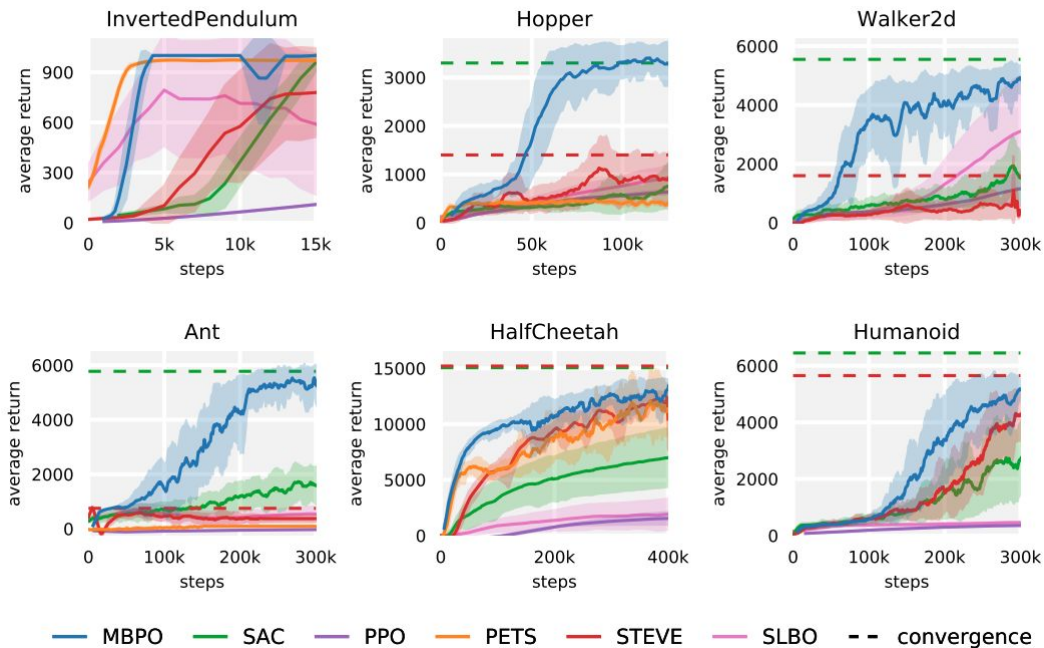 InvertedPendulum
average return
900
600
300
0
0 5k 10k 15k
steps
Hopper
average return
3000
2000
1000
0
50k 100k
0
steps
Walker2d
average return
6000
4000
2000
0
0 100k 200k 300k
steps
Ant
average return
6000
4000
2000
0
0 100k 200k 300k
steps
HalfCheetah
average return
15000
10000
5000
0
0 200k 400k
steps
Humanoid
average return
6000
4000
2000
0
0 100k 200k 300k
steps
MBPO SAC PPO PETS STEVE SLBO convergence